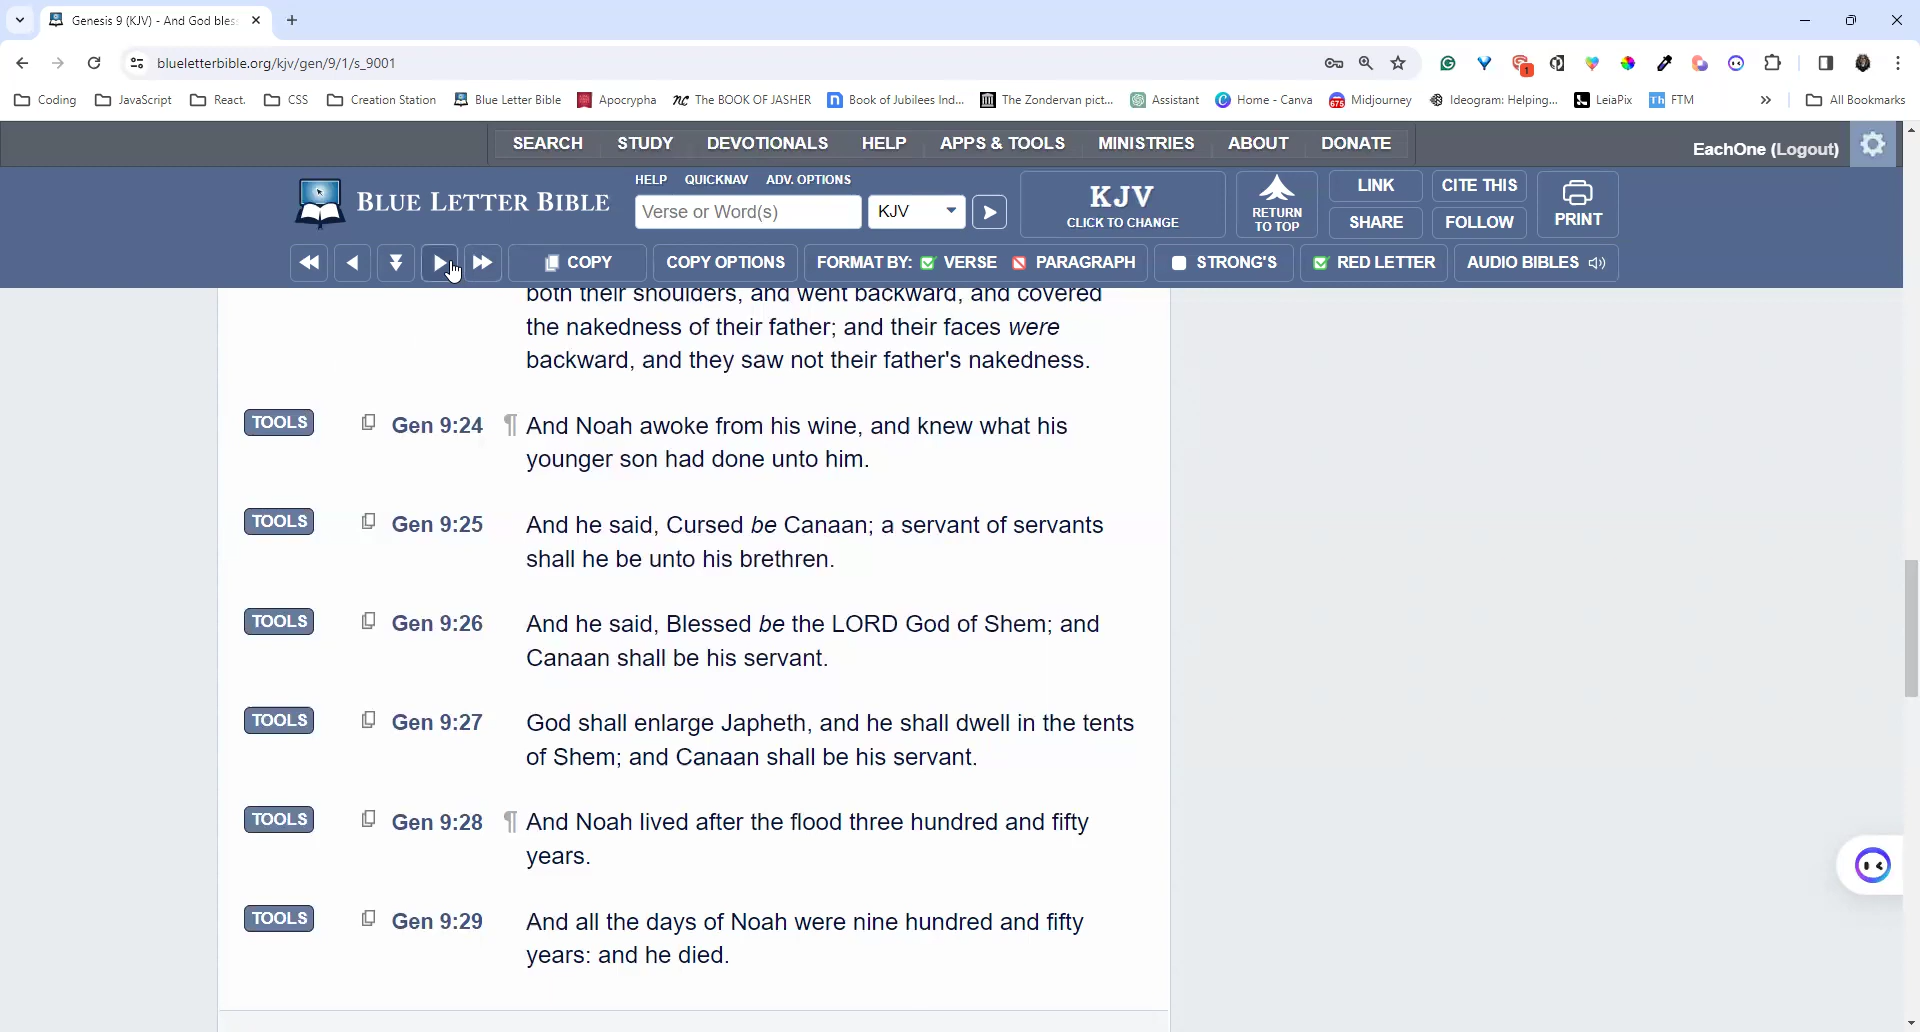 Genesis 9 (KJV) - And God bles
blueletterbible.org/kjv/gen/9/1/s_9001
Coding JavaScript React. CSS Creation Station Blue Letter Bible Apocrypha The BOOK OF JASHER Book of Jubilees Ind... The Zondervan pict... Assistant Home - Canva Midjourney Ideogram: Helping... LeiaPix FTM All Bookmarks
SEARCH STUDY DEVOTIONALS HELP APPS & TOOLS MINISTRIES ABOUT DONATE
EachOne (Logout)
BLUE LETTER BIBLE
HELP QUICKNAV ADV. OPTIONS
Verse or Word(s) KJV
KJV
CLICK TO CHANGE
RETURN
TO TOP
LINK CITE THIS
SHARE FOLLOW
PRINT
COPY COPY OPTIONS FORMAT BY: VERSE PARAGRAPH STRONG'S RED LETTER AUDIO BIBLES
both their shoulders, and went backward, and covered
the nakedness of their father; and their faces were
backward, and they saw not their father's nakedness.
TOOLS Gen 9:24 ¶ And Noah awoke from his wine, and knew what his
younger son had done unto him.
TOOLS Gen 9:25 And he said, Cursed be Canaan; a servant of servants
shall he be unto his brethren.
TOOLS Gen 9:26 And he said, Blessed be the LORD God of Shem; and
Canaan shall be his servant.
TOOLS Gen 9:27 God shall enlarge Japheth, and he shall dwell in the tents
of Shem; and Canaan shall be his servant.
TOOLS Gen 9:28 ¶ And Noah lived after the flood three hundred and fifty
years.
TOOLS Gen 9:29 And all the days of Noah were nine hundred and fifty
years: and he died.